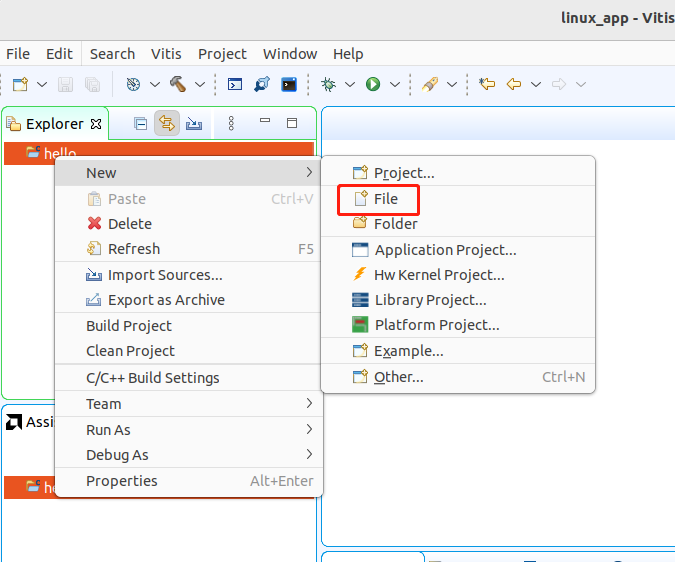 linux_app - Vitis
File Edit Search Vitis Project Window Help
Explorer
hello
New
Paste Ctrl+V
Delete
Refresh F5
Import Sources...
Export as Archive
Build Project
Clean Project
C/C++ Build Settings
Team
Run As
Debug As
Properties Alt+Enter
Project...
File
Folder
Application Project...
Hw Kernel Project...
Library Project...
Platform Project...
Example...
Other... Ctrl+N
Assi
he